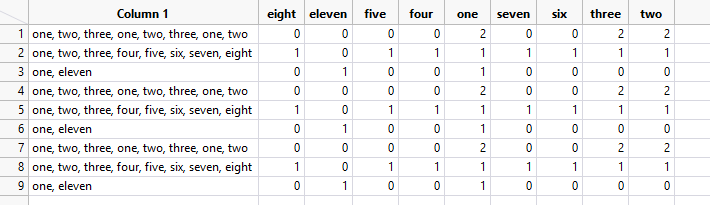 Column 1 eight eleven five four one seven six three two
1 one, two, three, one, two, three, one, two 0 0 0 0 2 0 0 2 2
2 one, two, three, four, five, six, seven, eight 1 0 1 1 1 1 1 1 1
3 one, eleven 0 1 0 0 1 0 0 0 0
4 one, two, three, one, two, three, one, two 0 0 0 0 2 0 0 2 2
5 one, two, three, four, five, six, seven, eight 1 0 1 1 1 1 1 1 1
6 one, eleven 0 1 0 0 1 0 0 0 0
7 one, two, three, one, two, three, one, two 0 0 0 0 2 0 0 2 2
8 one, two, three, four, five, six, seven, eight 1 0 1 1 1 1 1 1 1
9 one, eleven 0 1 0 0 1 0 0 0 0